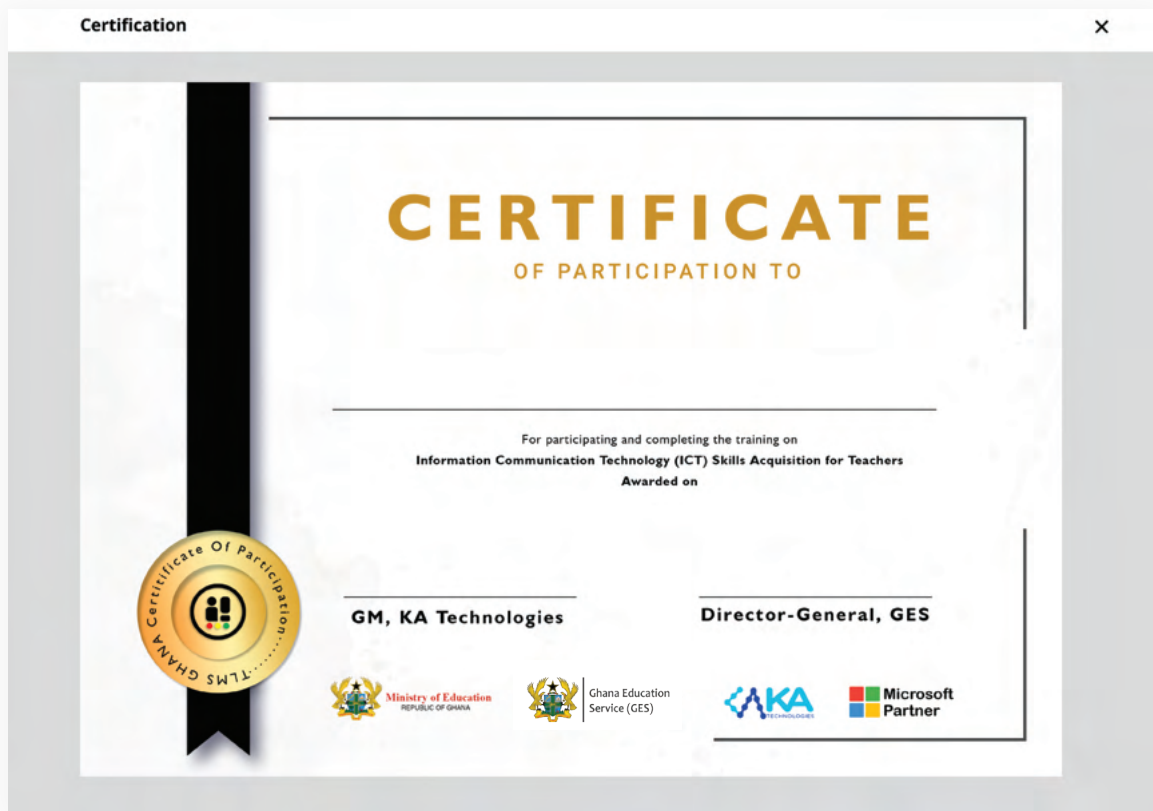 Certification
CERTIFICATE
OF PARTICIPATION TO
For participating and completing the training on
Information Communication Technology (ICT) Skills Acquisition for Teachers
Awarded on
TLMS GHANA Certitificate Of Participation..........
GM, KA Technologies
Director-General, GES
Ministry of Education
REPUBLIC OF GHANA
Ghana Education
Service (GES)
KA
TECHNOLOGIES
Microsoft
Partner